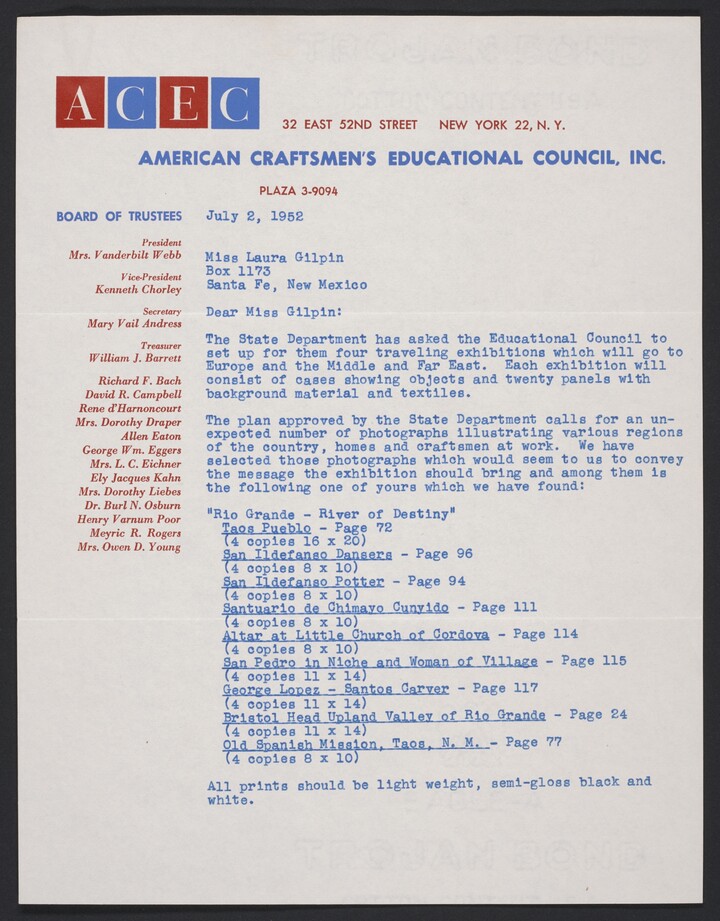 ACEC
32 EAST 52ND STREET NEW YORK 22, N. Y.
AMERICAN CRAFTSMEN'S EDUCATIONAL COUNCIL, INC.
PLAZA 3-9094
BOARD OF TRUSTEES
President
Mrs. Vanderbilt Webb
Vice-President
Kenneth Chorley
Secretary
Mary Vail Andress
Treasurer
William J. Barrett
Richard F. Bach
David R. Campbell
Rene d'Harnoncourt
Mrs. Dorothy Draper
Allen Eaton
George Wm. Eggers
Mrs. L. C. Eichner
Ely Jacques Kahn
Mrs. Dorothy Liebes
Dr. Burl N. Osburn
Henry Varnum Poor
Meyric R. Rogers
Mrs. Owen D. Young
July 2, 1952
Miss Laura Gilpin
Box 1173
Santa Fe, New Mexico
Dear Miss Gilpin:
The State Department has asked the Educational Council to
set up for them four traveling exhibitions which will go to
Europe and the Middle and Far East. Each exhibition will
consist of cases showing objects and twenty panels with
background material and textiles.
The plan approved by the State Department calls for an un-
expected number of photographs illustrating various regions
of the country, homes and craftsmen at work. We have
selected those photographs which would seem to us to convey
the message the exhibition should bring and among them is
the following one of yours which we have found:
"Rio Grande - River of Destiny"
Taos Pueblo - Page 72
(4 copies 16 x 20)
San Ildefanso Dansers - Page 96
(4 copies 8 x 10)
San Ildefanso Potter - Page 94
(4 copies 8 x 10)
Santuario de Chimayo Cunyido - Page 111
(4 copies 8 x 10)
Altar at Little Church of Cordova - Page 114
(4 copies 8 x 10)
San Pedro in Niche and Woman of Village - Page 115
(4 copies 11 x 14)
George Lopez - Santos Carver - Page 117
(4 copies 11 x 14)
Bristol Head Upland Valley of Rio Grande - Page 24
(4 copies 11 x 14)
Old Spanish Mission, Taos, N. M. - Page 77
(4 copies 8 x 10)
All prints should be light weight, semi-gloss black and
white.